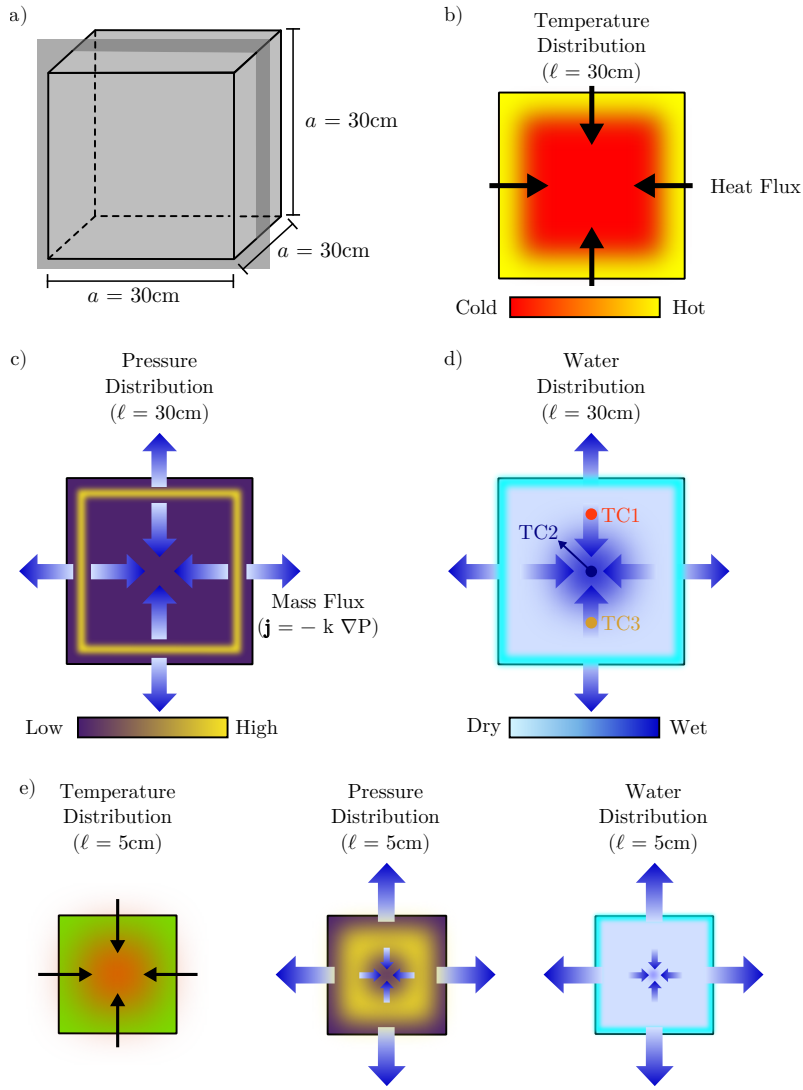 a)
a = 30cm
a = 30cm
a = 30cm
b)
Temperature
Distribution
(ℓ = 30cm)
Heat Flux
Cold
Hot
c)
Pressure
Distribution
(ℓ = 30cm)
Mass Flux
(j = − k ∇P)
Low
High
d)
Water
Distribution
(ℓ = 30cm)
TC1
TC2
TC3
Dry
Wet
e)
Temperature
Distribution
(ℓ = 5cm)
Pressure
Distribution
(ℓ = 5cm)
Water
Distribution
(ℓ = 5cm)